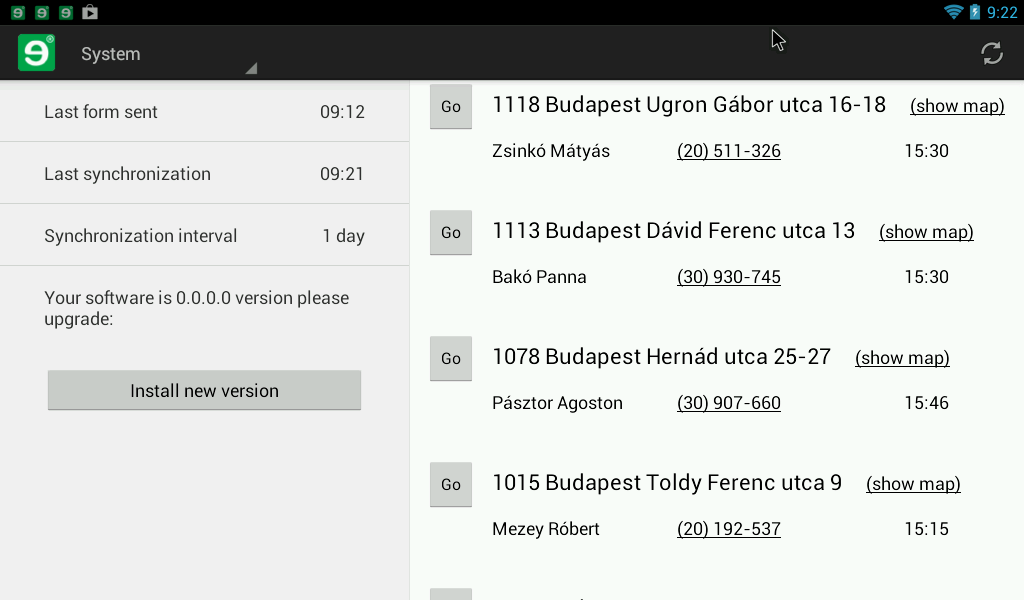 9:22
System
Last form sent 09:12
Last synchronization 09:21
Synchronization interval 1 day
Your software is 0.0.0.0 version please
upgrade:
Install new version
Go 1118 Budapest Ugron Gábor utca 16-18 (show map)
Zsinkó Mátyás (20) 511-326 15:30
Go 1113 Budapest Dávid Ferenc utca 13 (show map)
Bakó Panna (30) 930-745 15:30
Go 1078 Budapest Hernád utca 25-27 (show map)
Pásztor Agoston (30) 907-660 15:46
Go 1015 Budapest Toldy Ferenc utca 9 (show map)
Mezey Róbert (20) 192-537 15:15